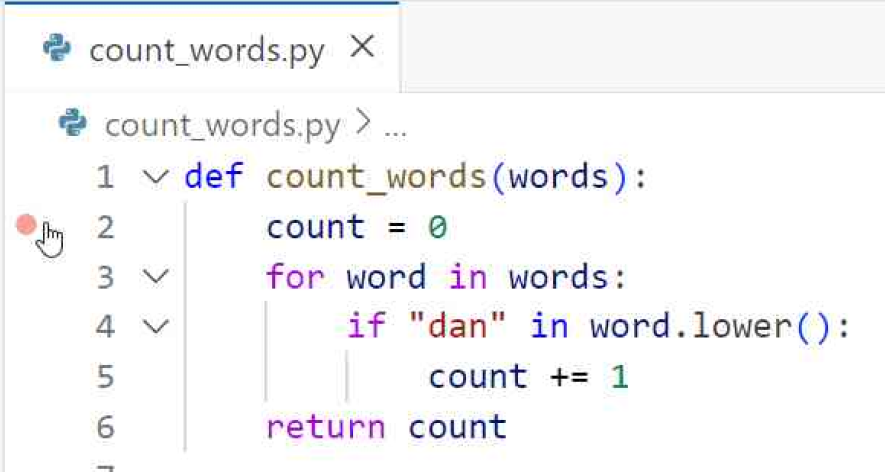 count_words.py
count_words.py > ...
1 def count_words(words):
2     count = 0
3     for word in words:
4         if "dan" in word.lower():
5             count += 1
6     return count